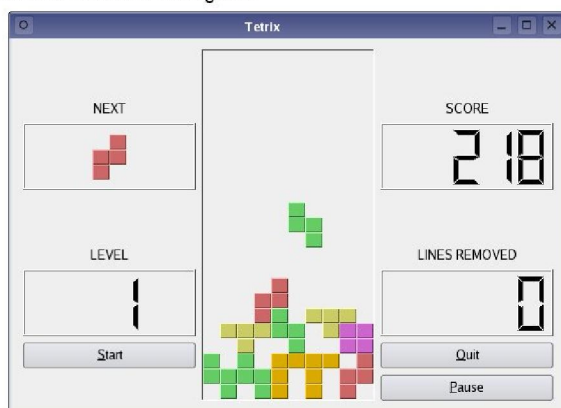 Tetrix
NEXT
SCORE
218
LEVEL
LINES REMOVED
1
0
Start
Quit
Pause